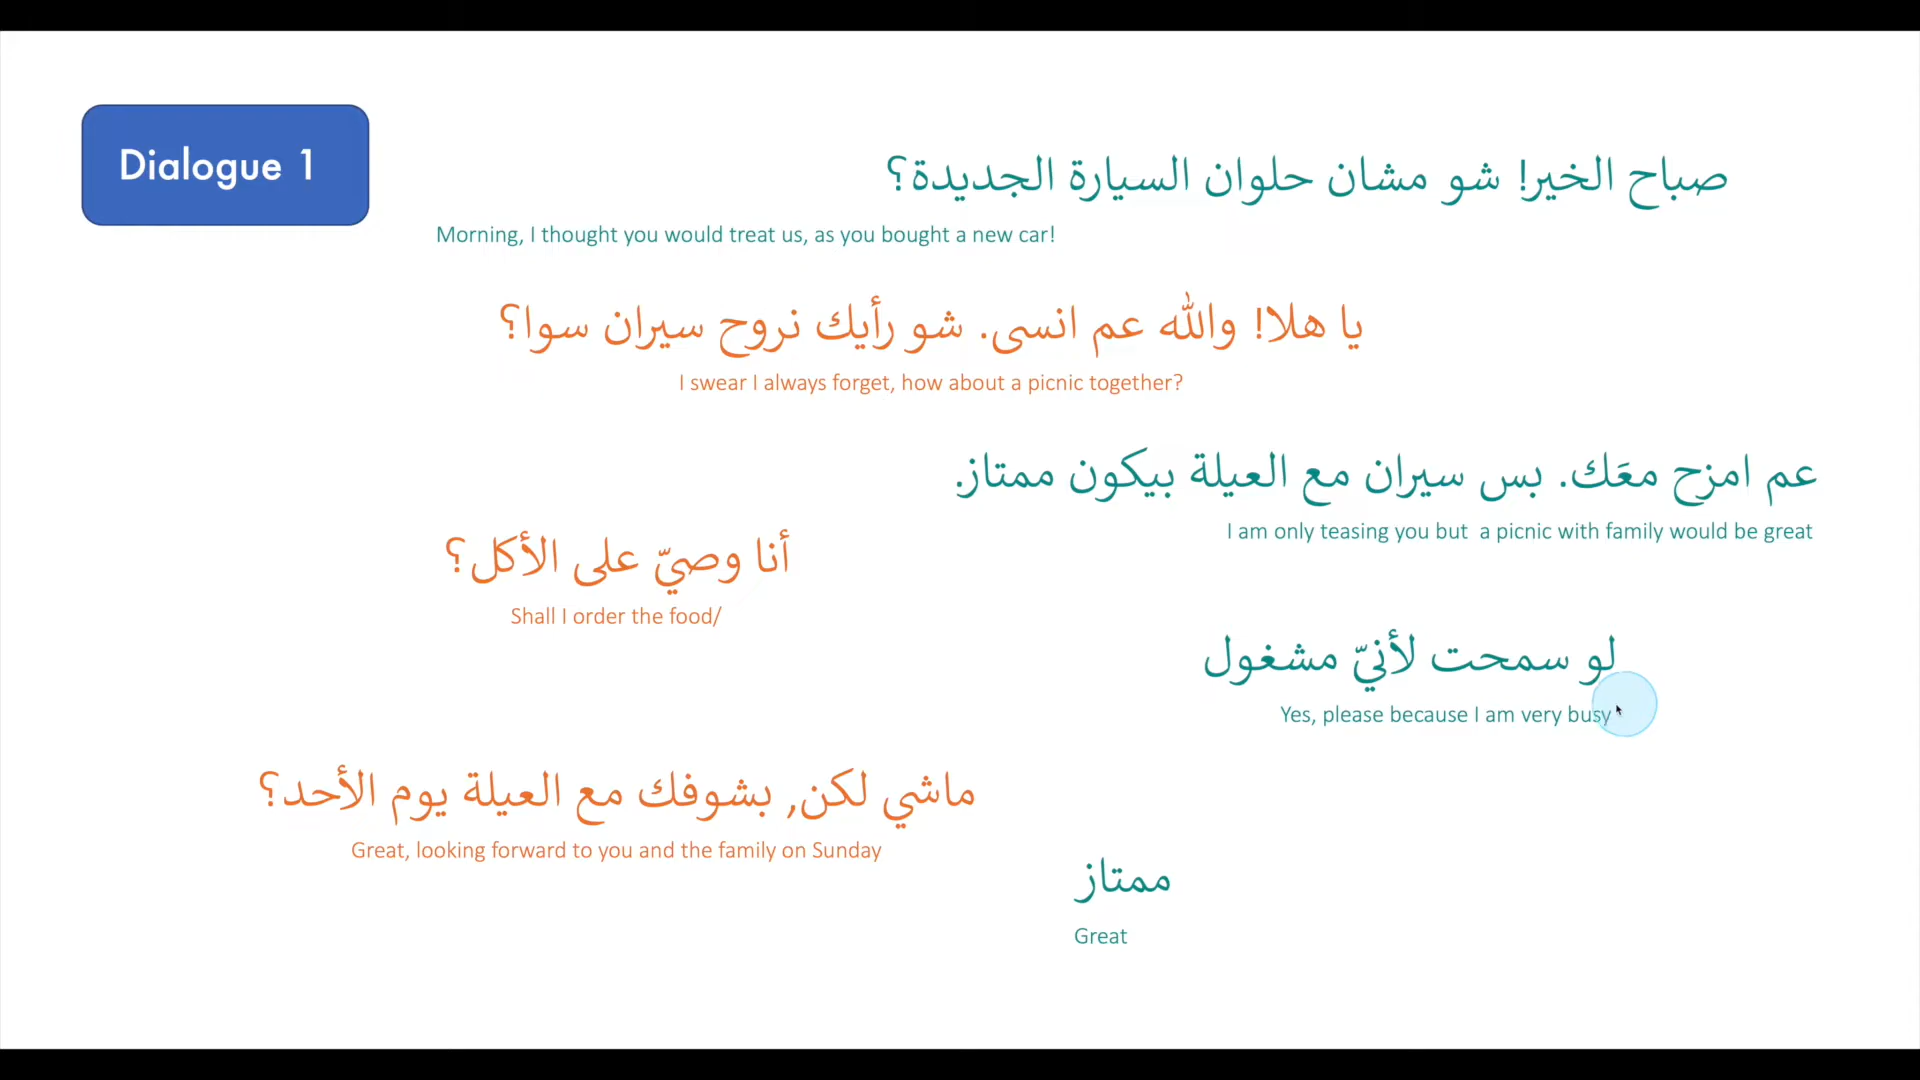 Dialogue 1
صباح الخير! شو مشان حلوان السيارة الجديدة؟
Morning, I thought you would treat us, as you bought a new car!
يا هلا! والله عم انسى. شو رأيك نروح سيران سوا؟
I swear I always forget, how about a picnic together?
عم امزح معَك. بس سيران مع العيلة بيكون ممتاز.
I am only teasing you but a picnic with family would be great
أنا وصيّ على الأكل؟
Shall I order the food/
لو سمحت لأنيّ مشغول
Yes, please because I am very busy
ماشي لكن, بشوفك مع العيلة يوم الأحد؟
Great, looking forward to you and the family on Sunday
ممتاز
Great